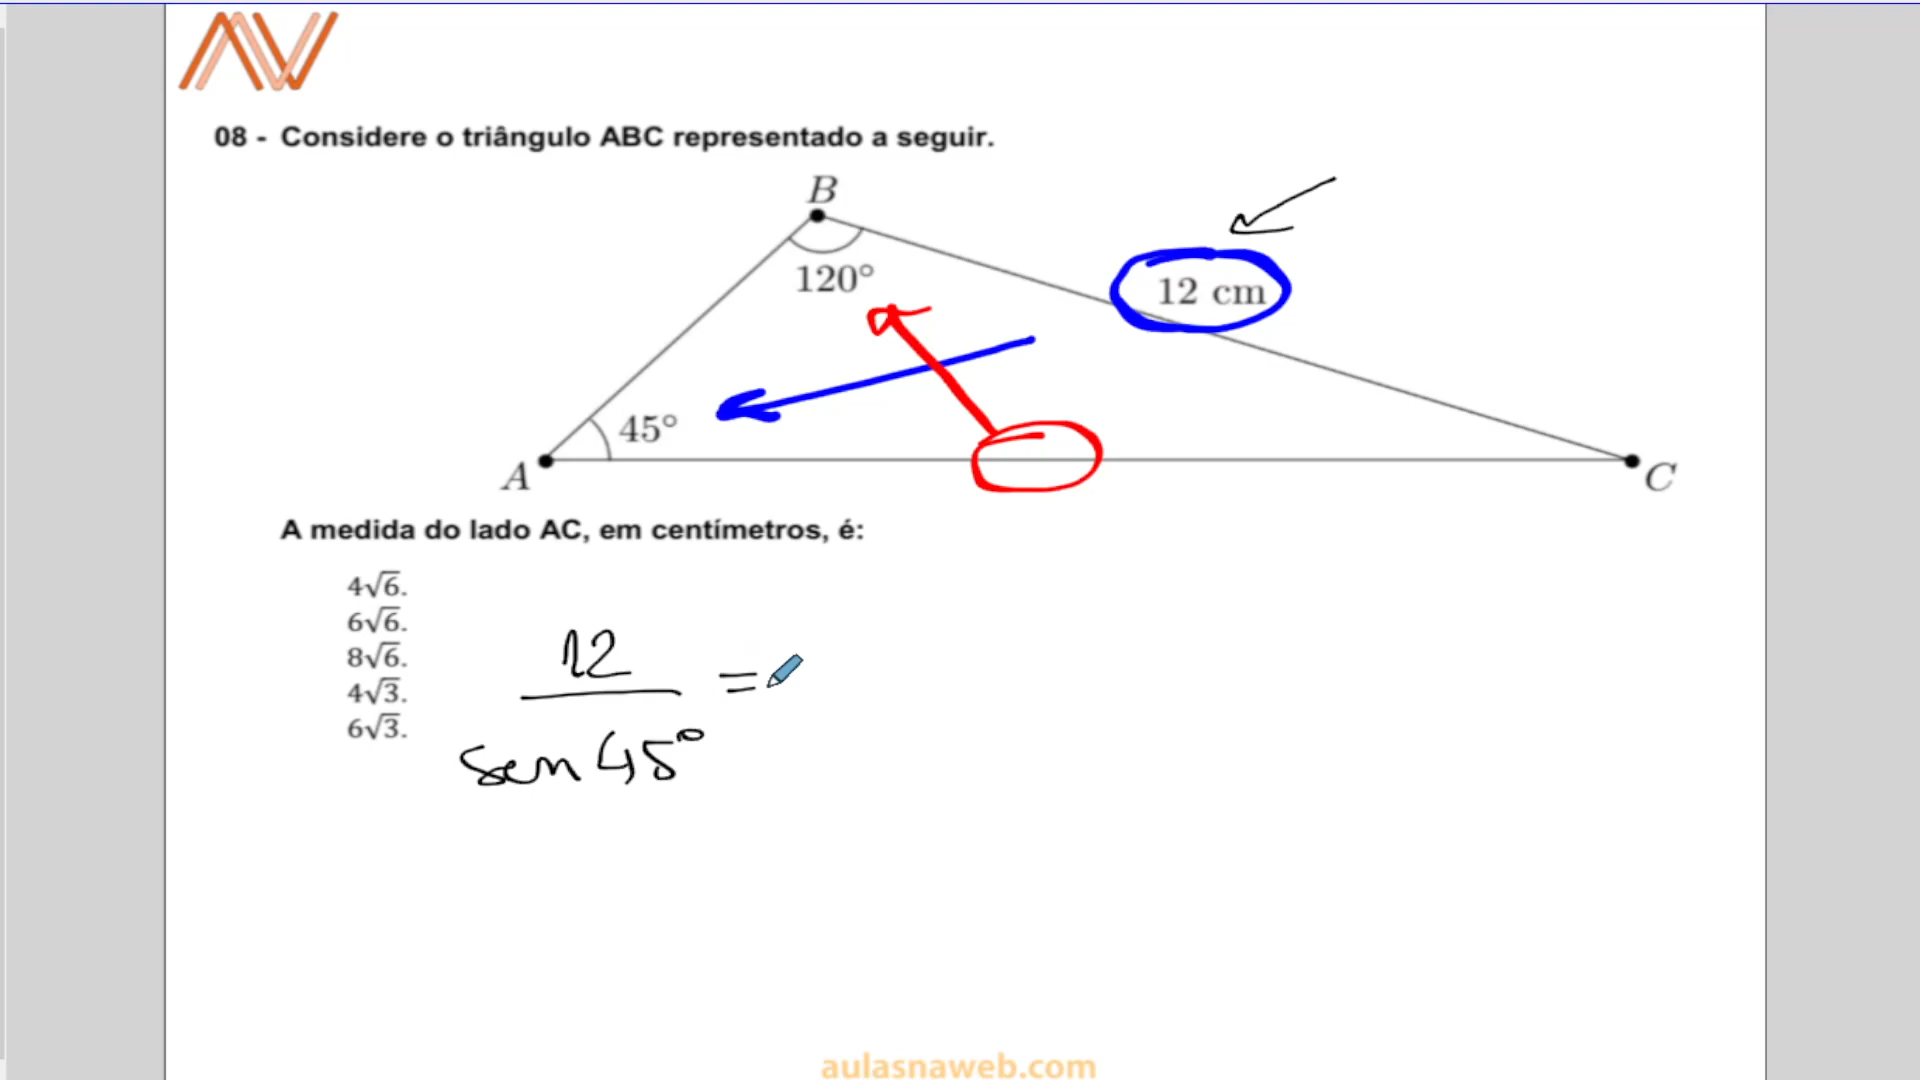 08 - Considere o triângulo ABC representado a seguir.
B
120°
12 cm
45°
A
C
A medida do lado AC, em centímetros, é:
4√6.
6√6.
8√6.
4√3.
6√3.
12
=
sen 45°
aulasnaweb.com